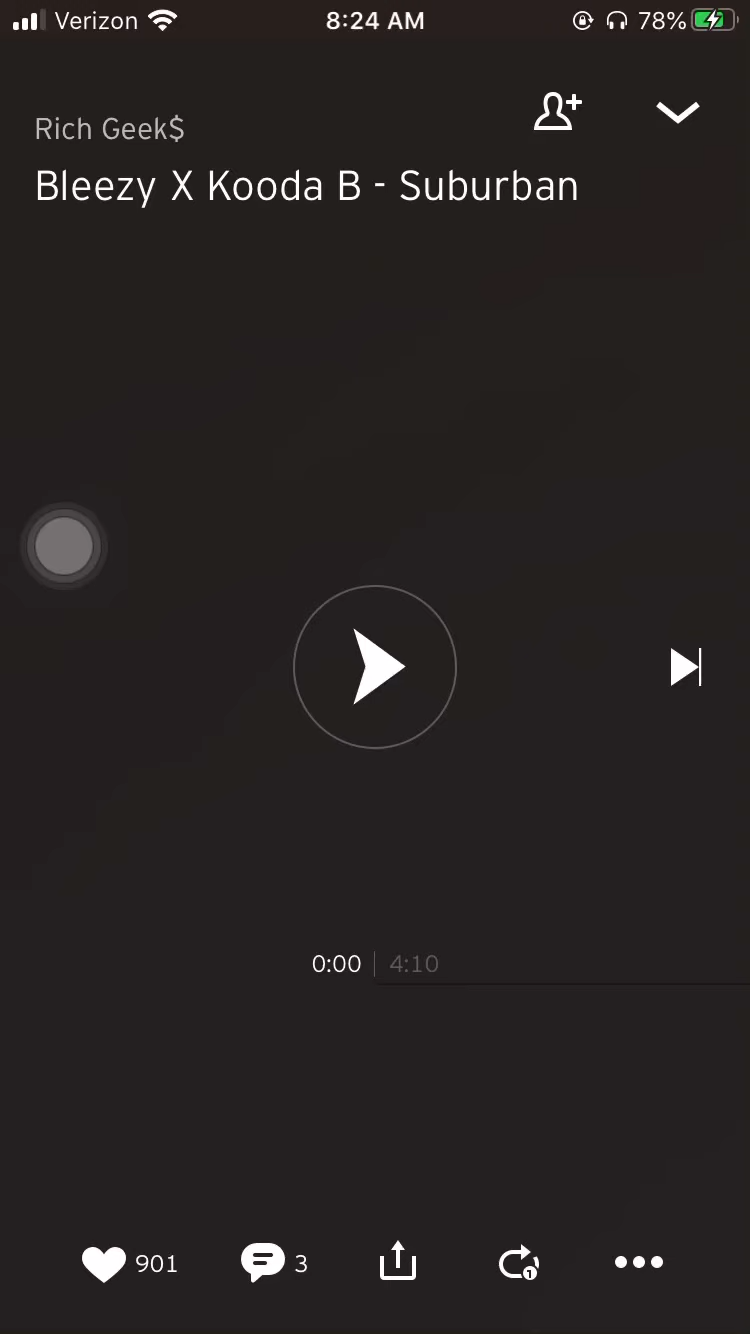 Verizon 8:24 AM 78%
Rich Geek$
Bleezy X Kooda B - Suburban
0:00 4:10
901 3 1